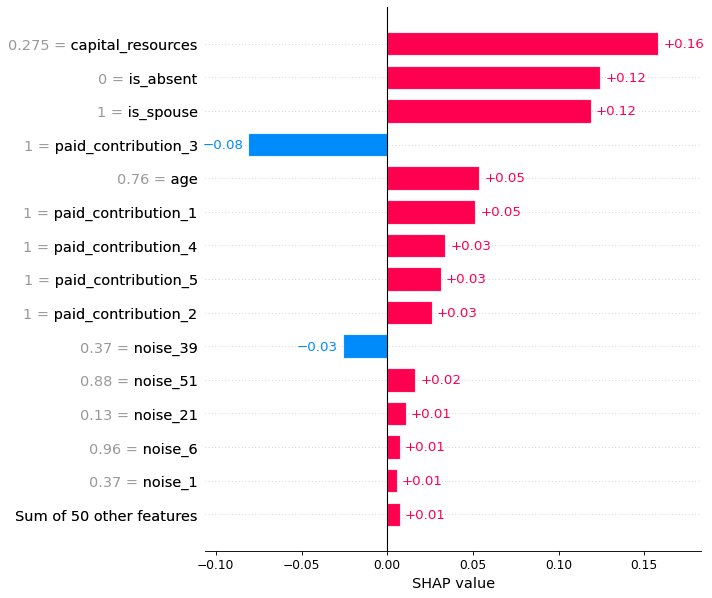 0.275 = capital_resources +0.16
0 = is_absent +0.12
1 = is_spouse +0.12
1 = paid_contribution_3 −0.08
0.76 = age +0.05
1 = paid_contribution_1 +0.05
1 = paid_contribution_4 +0.03
1 = paid_contribution_5 +0.03
1 = paid_contribution_2 +0.03
0.37 = noise_39 −0.03
0.88 = noise_51 +0.02
0.13 = noise_21 +0.01
0.96 = noise_6 +0.01
0.37 = noise_1 +0.01
Sum of 50 other features +0.01
−0.10 −0.05 0.00 0.05 0.10 0.15
SHAP value